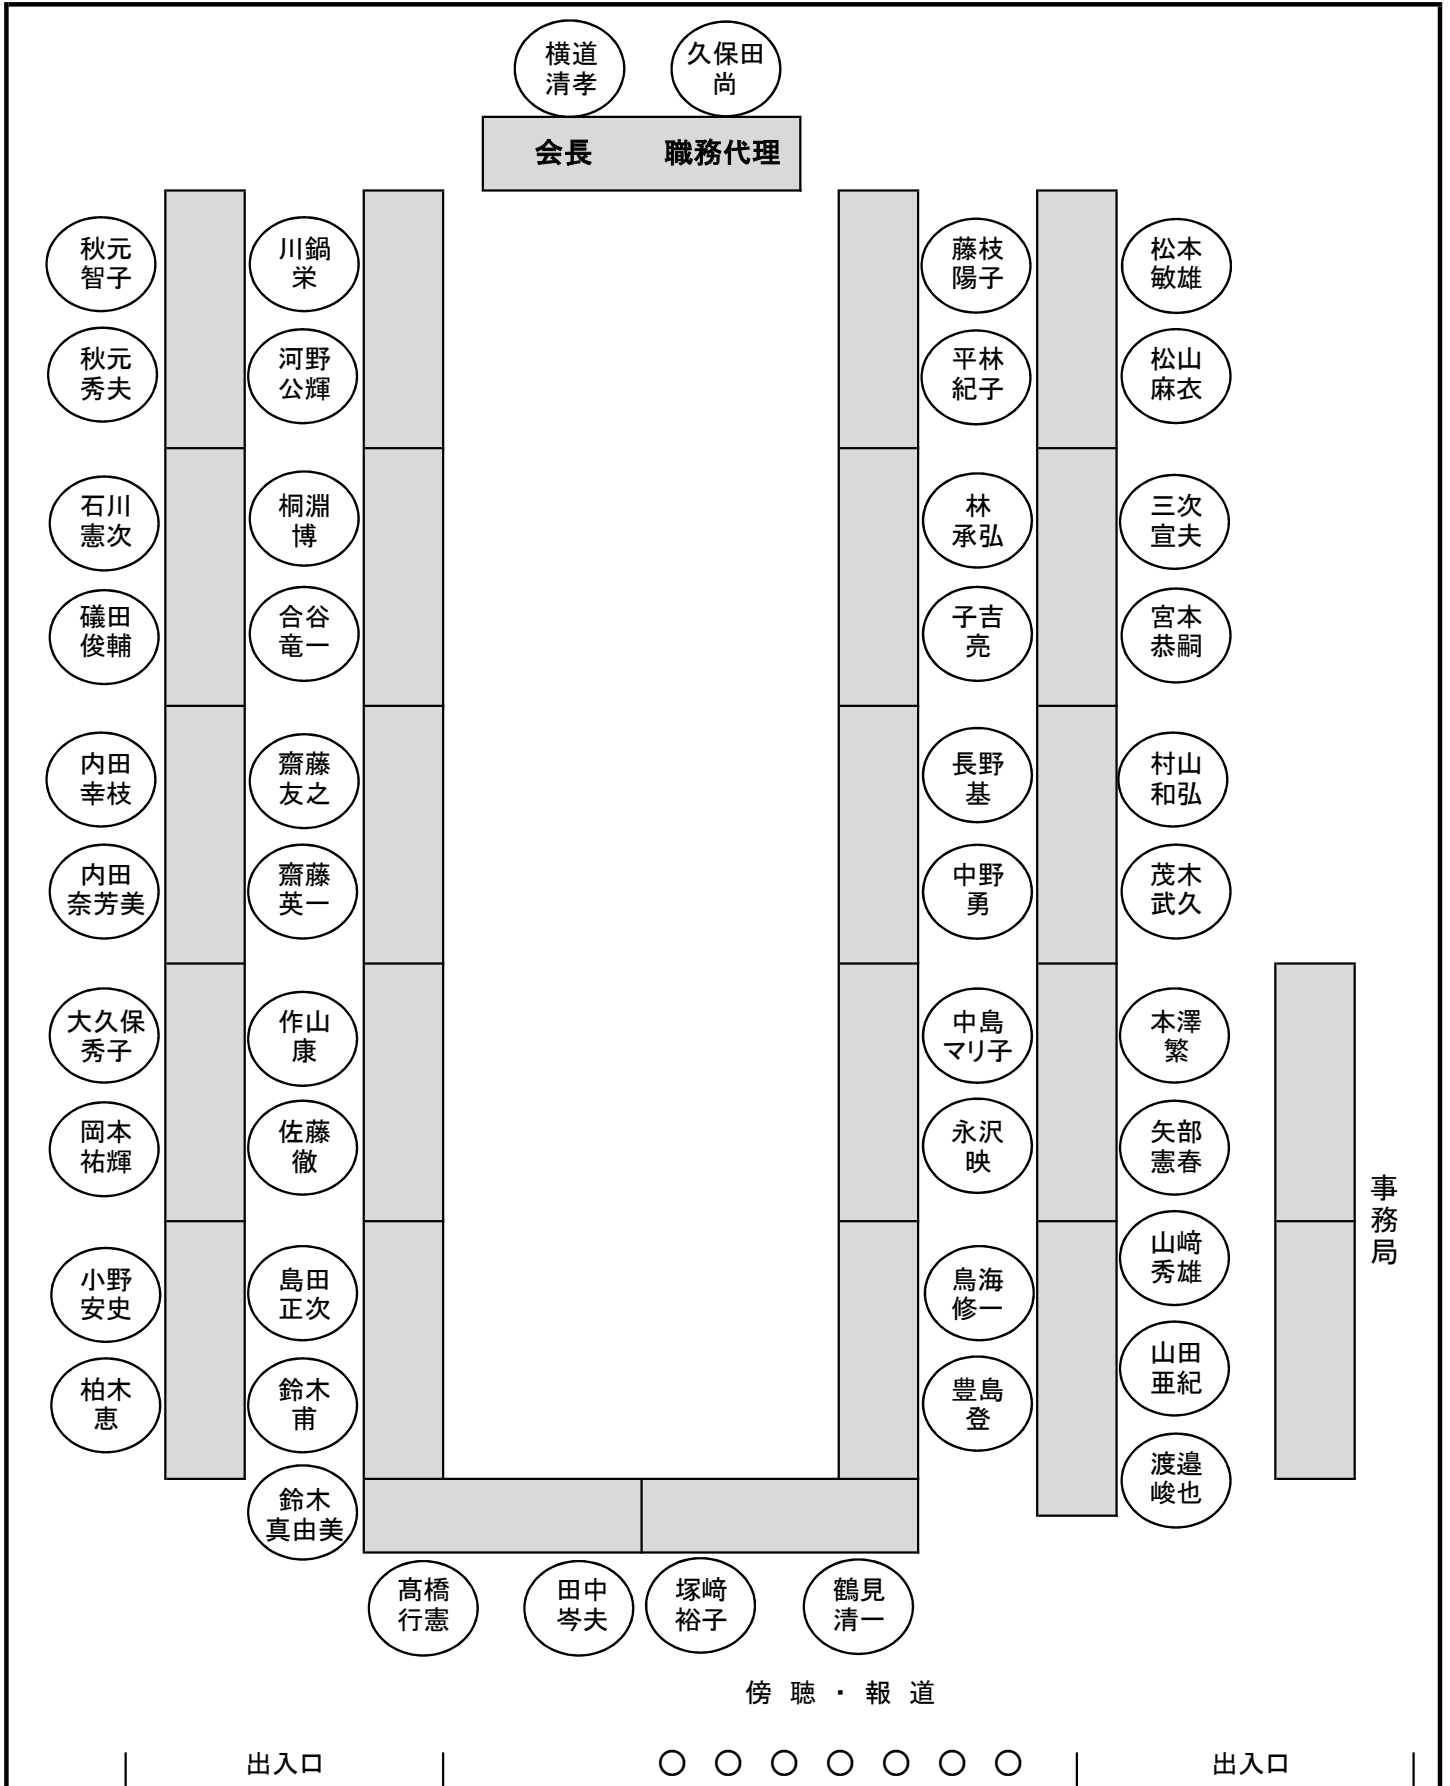 横道
清孝
久保田
尚
会長
職務代理
秋元
智子
秋元
秀夫
石川
憲次
礒田
俊輔
内田
幸枝
内田
奈芳美
大久保
秀子
岡本
祐輝
小野
安史
柏木
恵
川鍋
栄
河野
公輝
桐淵
博
合谷
竜一
齋藤
友之
齋藤
英一
作山
康
佐藤
徹
島田
正次
鈴木
甫
鈴木
真由美
髙橋
行憲
田中
岑夫
塚﨑
裕子
鶴見
清一
藤枝
陽子
平林
紀子
林
承弘
子吉
亮
長野
基
中野
勇
中島
マリ子
永沢
映
鳥海
修一
豊島
登
松本
敏雄
松山
麻衣
三次
宣夫
宮本
恭嗣
村山
和弘
茂木
武久
本澤
繁
矢部
憲春
山﨑
秀雄
山田
亜紀
渡邉
峻也
事務局
傍聴・報道
出入口
○ ○ ○ ○ ○ ○ ○
出入口